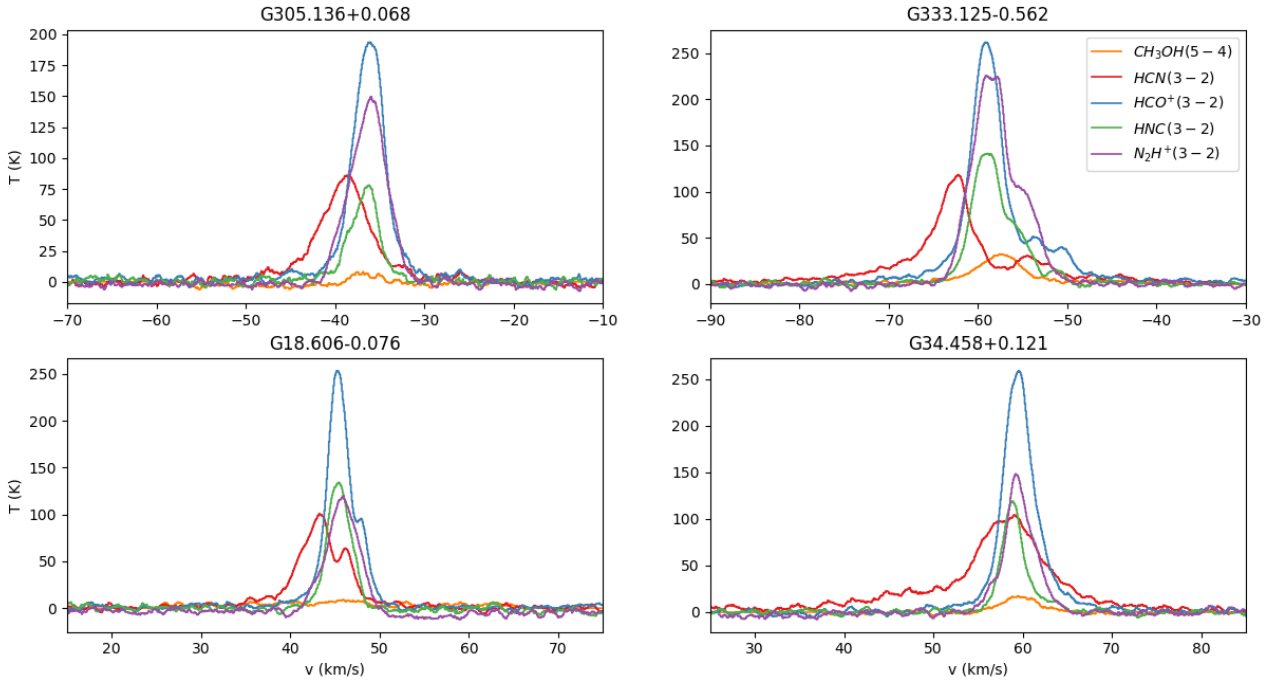 G305.136+0.068
T (K)
200
175
150
125
100
75
50
25
0
−70 −60 −50 −40 −30 −20 −10
G333.125-0.562
250
200
150
100
50
0
−90 −80 −70 −60 −50 −40 −30
CH₃OH(5 − 4)
HCN(3 − 2)
HCO⁺(3 − 2)
HNC(3 − 2)
N₂H⁺(3 − 2)
G18.606-0.076
T (K)
250
200
150
100
50
0
20 30 40 50 60 70
v (km/s)
G34.458+0.121
250
200
150
100
50
0
30 40 50 60 70 80
v (km/s)